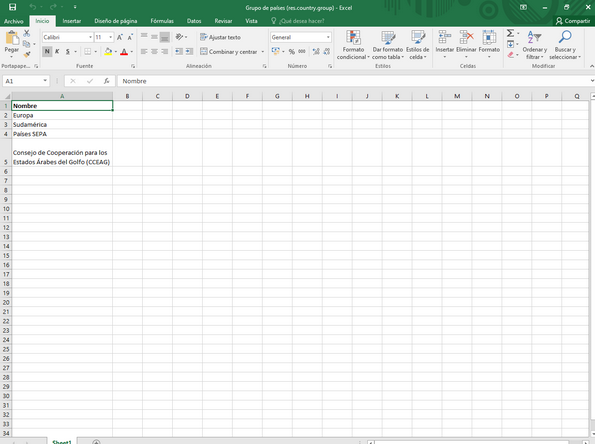 Grupo de países (res.country.group) - Excel
Archivo Inicio Insertar Diseño de página Fórmulas Datos Revisar Vista ¿Qué desea hacer? Compartir
Calibri 11 A A Ajustar texto General
Pegar N K S A Combinar y centrar % 000
Formato condicional Dar formato como tabla Estilos de celda Insertar Eliminar Formato Ordenar y filtrar Buscar y seleccionar
Portapape... Fuente Alineación Número Estilos Celdas Modificar
A1 fx Nombre
A B C D E F G H I J K L M N O P Q
1 Nombre
2 Europa
3 Sudamérica
4 Países SEPA
Consejo de Cooperación para los
5 Estados Árabes del Golfo (CCEAG)
6
7
8
9
10
11
12
13
14
15
16
17
18
19
20
21
22
23
24
25
26
27
28
29
30
31
32
33
34
Sheet1